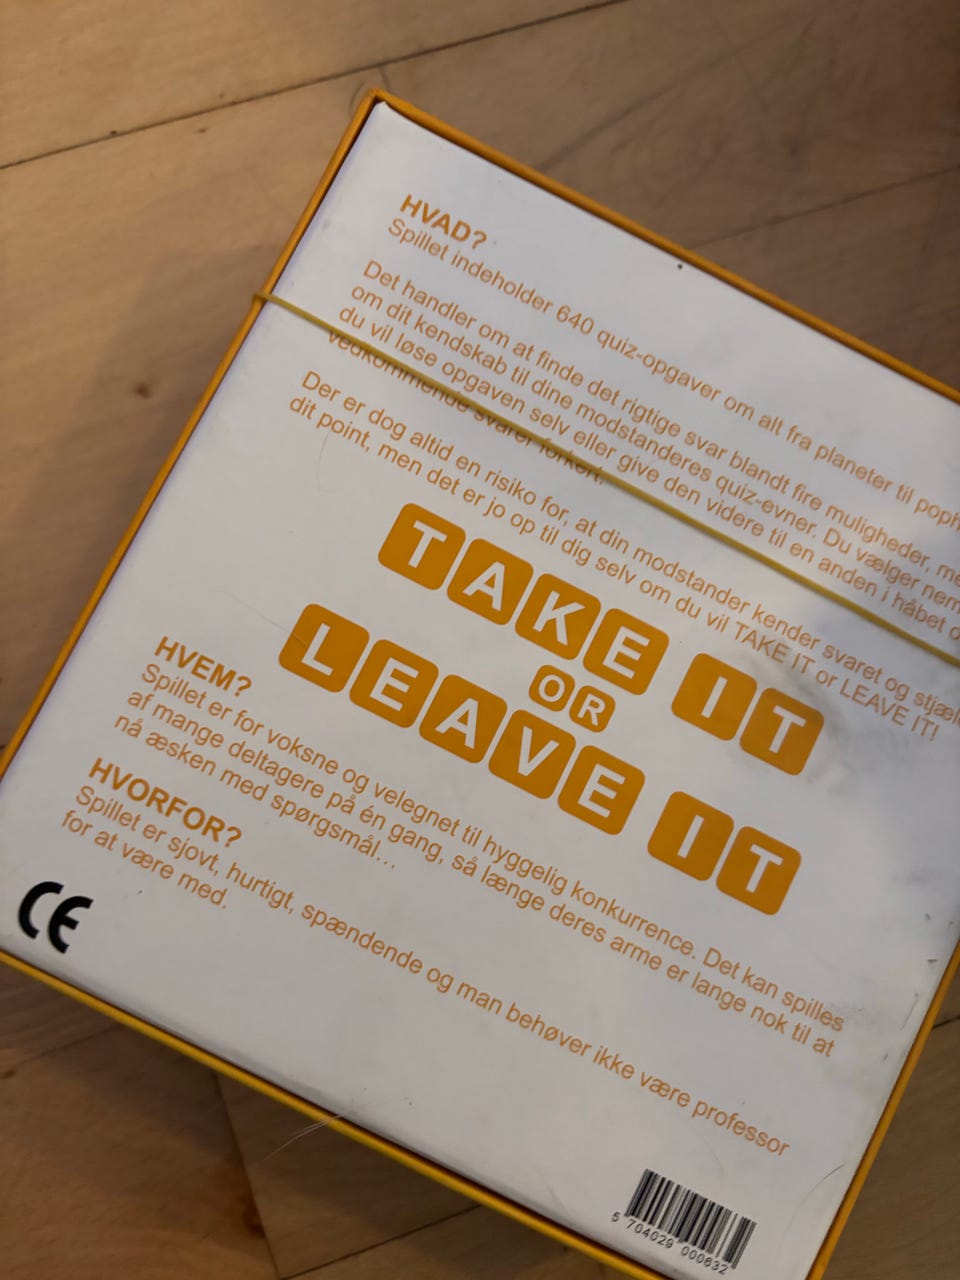 HVAD?
Spillet indeholder 640 quiz-opgaver om alt fra planeter til
Det handler om at finde det rigtige svar blandt fire muligheder,
om dit kendskab til dine modstanderes quiz-evner. Du vælger
du vil løse opgaven selv eller give den videre til en anden i håbet
vedkommende svarer forkert.
Der er dog altid en risiko for, at din modstander kender svaret og
dit point, men det er jo op til dig selv om du vil TAKE IT or LEAVE IT!
TAKE IT
OR
LEAVE IT
HVEM?
Spillet er for voksne og velegnet til hyggelig konkurrence. Det kan spilles
af mange deltagere på én gang, så længe deres arme er lange nok til at
nå æsken med spørgsmål...
HVORFOR?
Spillet er sjovt, hurtigt, spændende og man behøver ikke være professor
for at være med.
CE
5 704029 000632